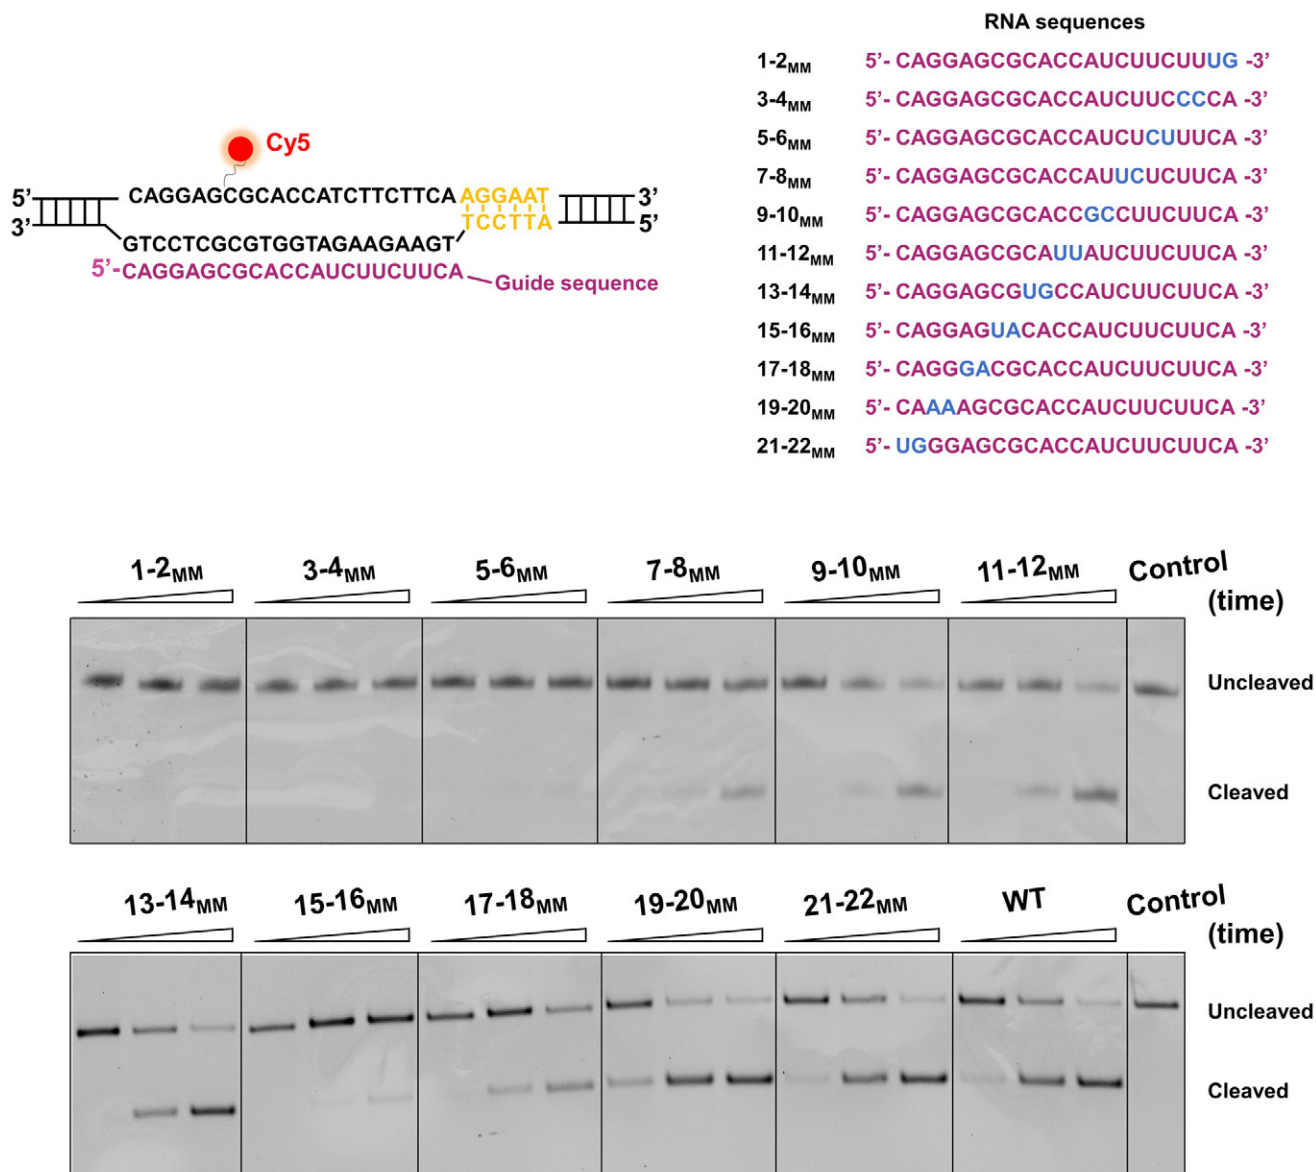 RNA sequences
1-2MM 5’- CAGGAGCGCACCAUCUUCUUUG -3’
3-4MM 5’- CAGGAGCGCACCAUCUUCCCCA -3’
5-6MM 5’- CAGGAGCGCACCAUCUCUUUCA -3’
7-8MM 5’- CAGGAGCGCACCAUUCUCUUCA -3’
9-10MM 5’- CAGGAGCGCACCGCCUUCUUCA -3’
11-12MM 5’- CAGGAGCGCAUUAUCUUCUUCA -3’
13-14MM 5’- CAGGAGCGUGCCAUCUUCUUCA -3’
15-16MM 5’- CAGGAGUACACCAUCUUCUUCA -3’
17-18MM 5’- CAGGGACGCACCAUCUUCUUCA -3’
19-20MM 5’- CAAAAGCGCACCAUCUUCUUCA -3’
21-22MM 5’- UGGGAGCGCACCAUCUUCUUCA -3’
Cy5
5’ CAGGAGCGCACCATCTTCTTCA AGGAAT 3’
3’ TCCTTA 5’
GTCCTCGCGTGGTAGAAGAAGT
5’-CAGGAGCGCACCAUCUUCUUCA
Guide sequence
1-2MM 3-4MM 5-6MM 7-8MM 9-10MM 11-12MM Control
(time)
Uncleaved
Cleaved
13-14MM 15-16MM 17-18MM 19-20MM 21-22MM WT Control
(time)
Uncleaved
Cleaved